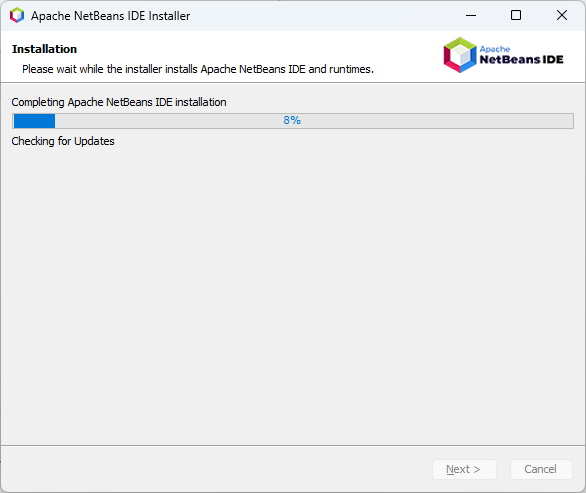 Apache NetBeans IDE Installer
Installation
Please wait while the installer installs Apache NetBeans IDE and runtimes.
Apache
NetBeans IDE
Completing Apache NetBeans IDE installation
8%
Checking for Updates
Next >
Cancel